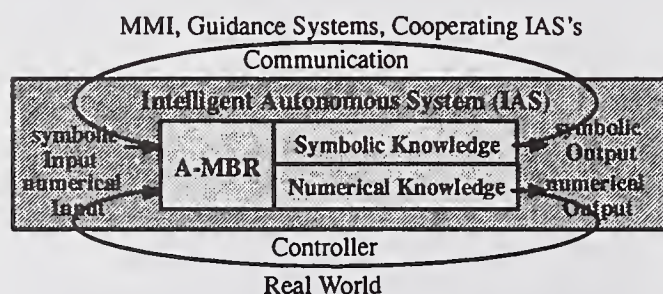 MMI, Guidance Systems, Cooperating IAS's
Communication
Intelligent Autonomous System (IAS)
symbolic
Input
numerical
Input
A-MBR
Symbolic Knowledge
Numerical Knowledge
symbolic
Output
numerical
Output
Controller
Real World